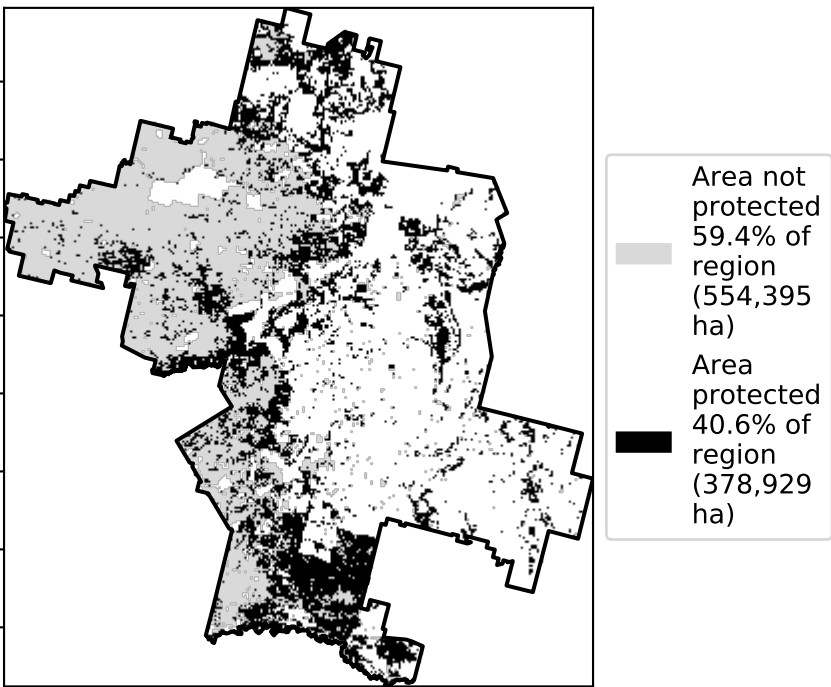 Area not
protected
59.4% of
region
(554,395
ha)
Area
protected
40.6% of
region
(378,929
ha)